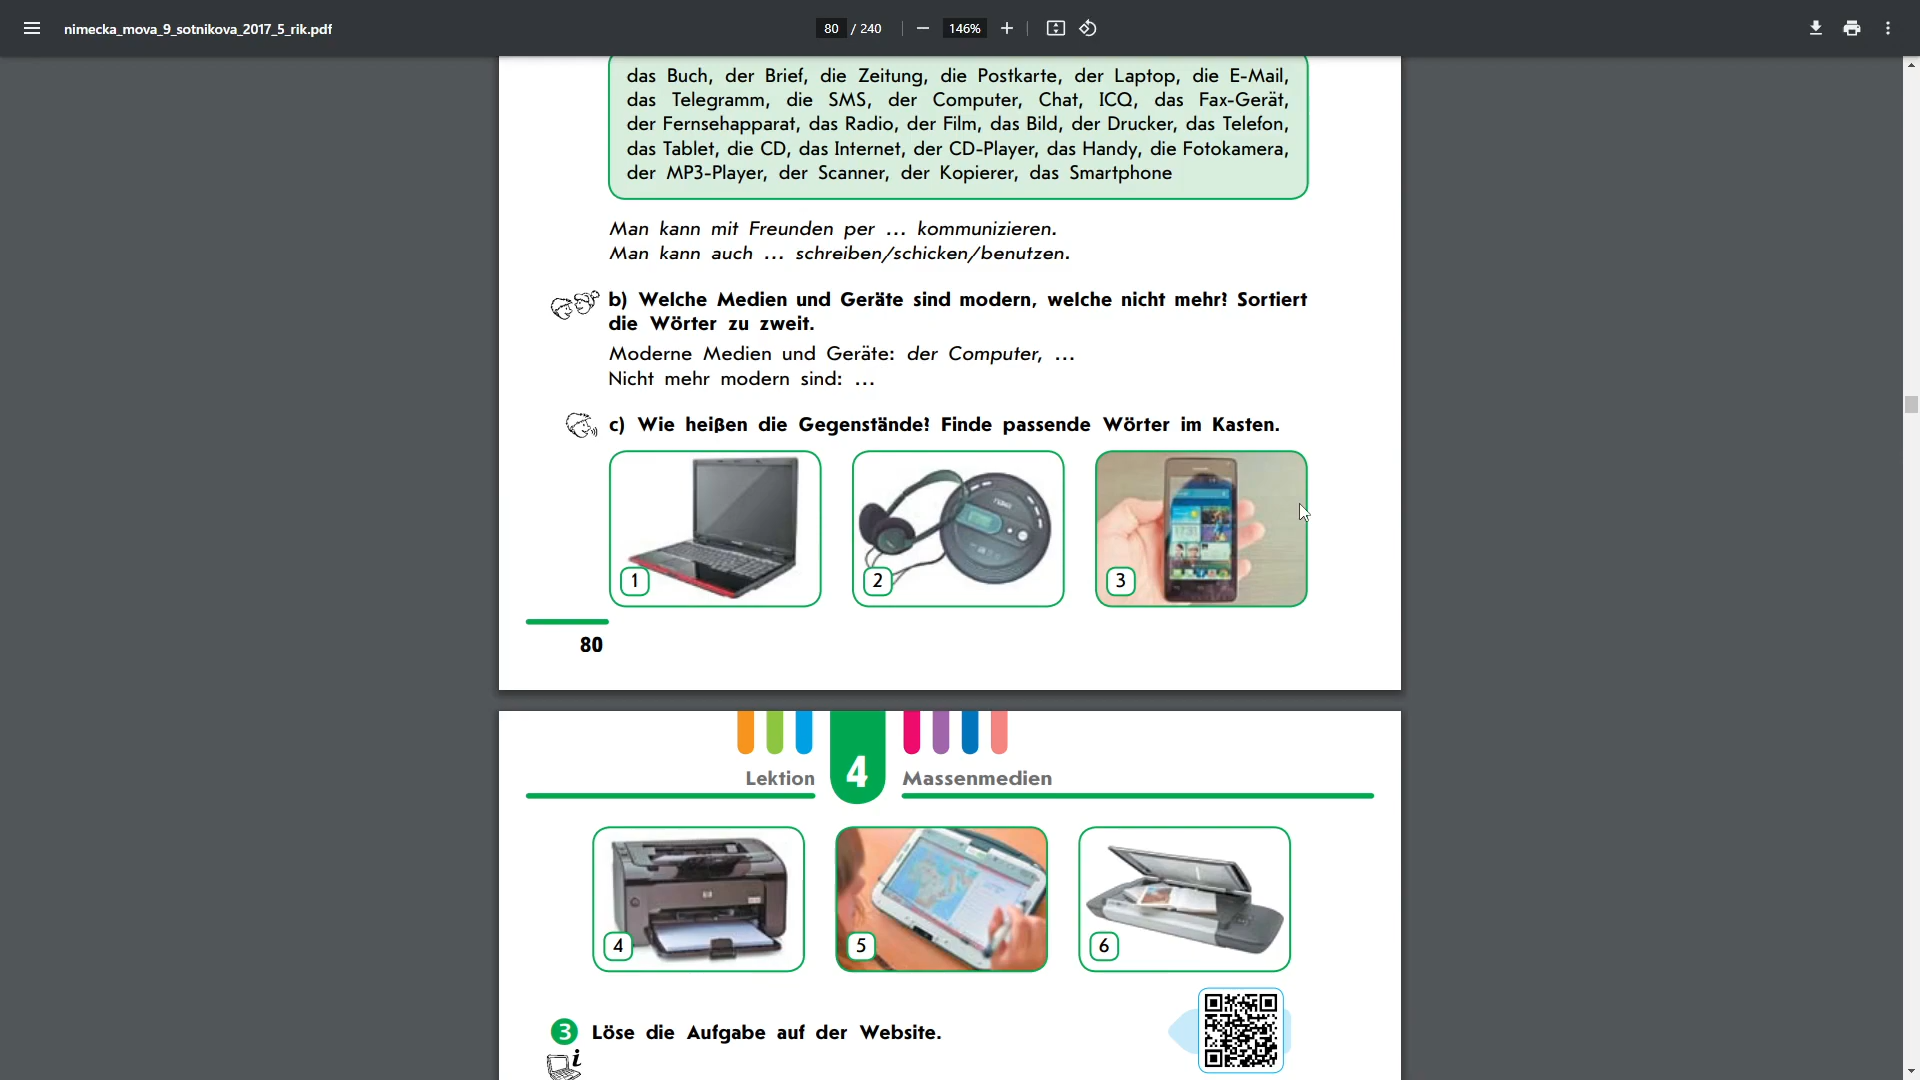 nimecka_mova_9_sotnikova_2017_5_rik.pdf
80 / 240
146%
das Buch, der Brief, die Zeitung, die Postkarte, der Laptop, die E-Mail,
das Telegramm, die SMS, der Computer, Chat, ICQ, das Fax-Gerät,
der Fernsehapparat, das Radio, der Film, das Bild, der Drucker, das Telefon,
das Tablet, die CD, das Internet, der CD-Player, das Handy, die Fotokamera,
der MP3-Player, der Scanner, der Kopierer, das Smartphone
Man kann mit Freunden per ... kommunizieren.
Man kann auch ... schreiben/schicken/benutzen.
b) Welche Medien und Geräte sind modern, welche nicht mehr? Sortiert
die Wörter zu zweit.
Moderne Medien und Geräte: der Computer, ...
Nicht mehr modern sind: ...
c) Wie heißen die Gegenstände? Finde passende Wörter im Kasten.
1
2
3
80
Lektion 4 Massenmedien
4
5
6
3 Löse die Aufgabe auf der Website.
i